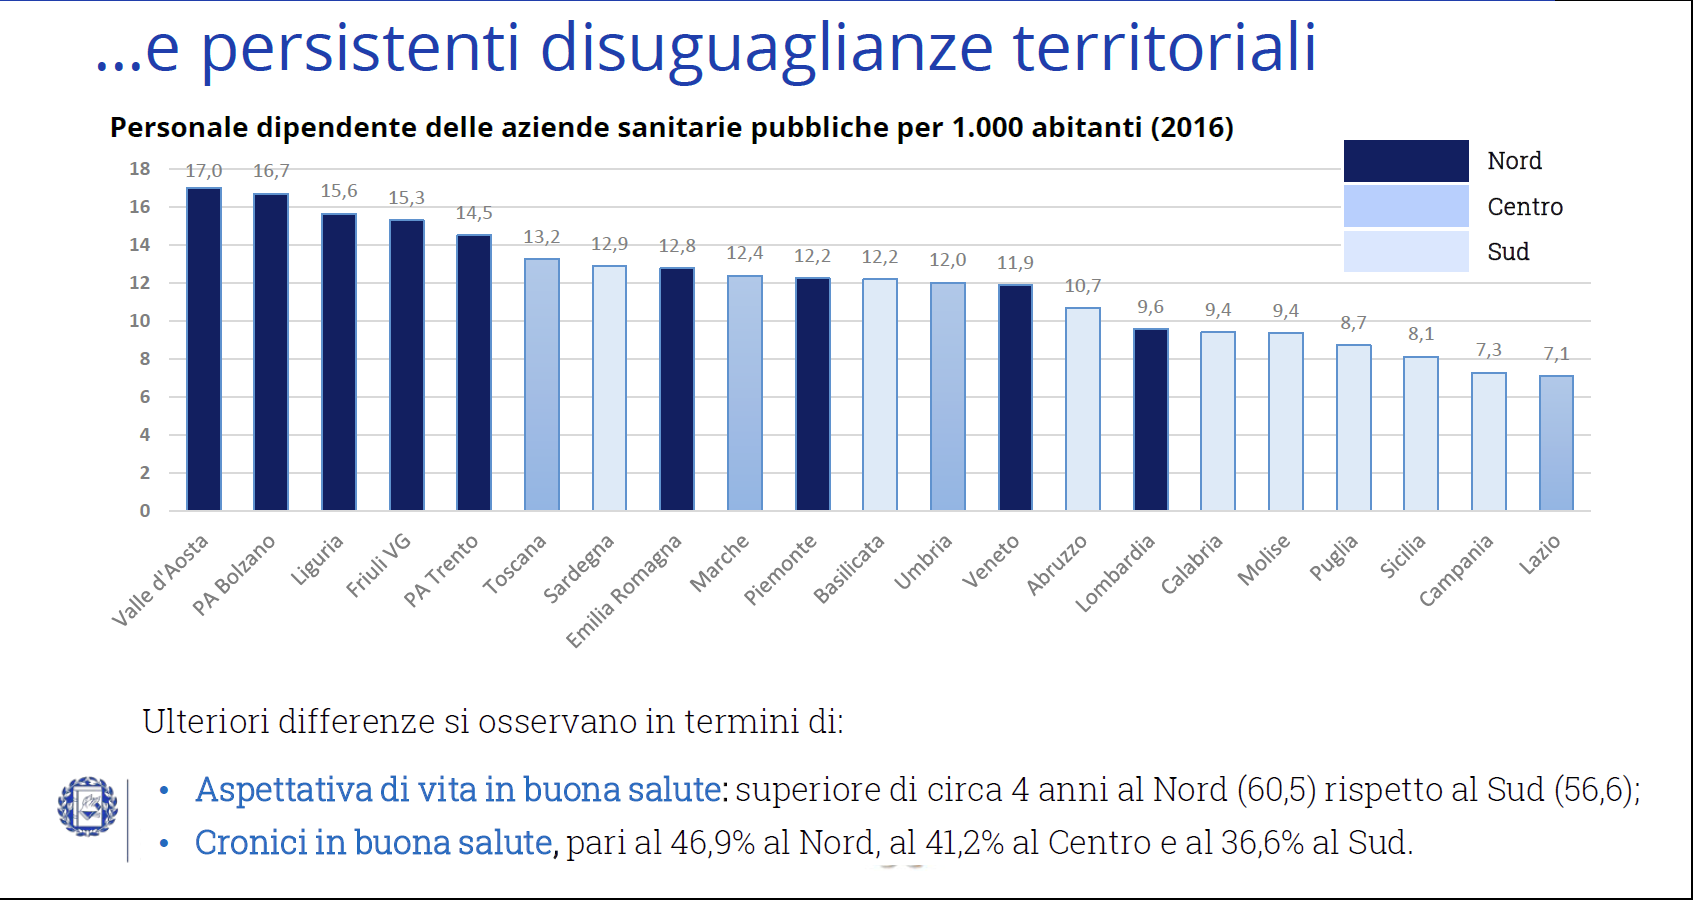 ...e persistenti disuguaglianze territoriali
Personale dipendente delle aziende sanitarie pubbliche per 1.000 abitanti (2016)
Nord
Centro
Sud
18
16
14
12
10
8
6
4
2
0
17,0
16,7
15,6
15,3
14,5
13,2
12,9
12,8
12,4
12,2
12,2
12,0
11,9
10,7
9,6
9,4
9,4
8,7
8,1
7,3
7,1
Valle d'Aosta
PA Bolzano
Liguria
Friuli VG
PA Trento
Toscana
Sardegna
Emilia Romagna
Marche
Piemonte
Basilicata
Umbria
Veneto
Abruzzo
Lombardia
Calabria
Molise
Puglia
Sicilia
Campania
Lazio
Ulteriori differenze si osservano in termini di:
• Aspettativa di vita in buona salute: superiore di circa 4 anni al Nord (60,5) rispetto al Sud (56,6);
• Cronici in buona salute, pari al 46,9% al Nord, al 41,2% al Centro e al 36,6% al Sud.